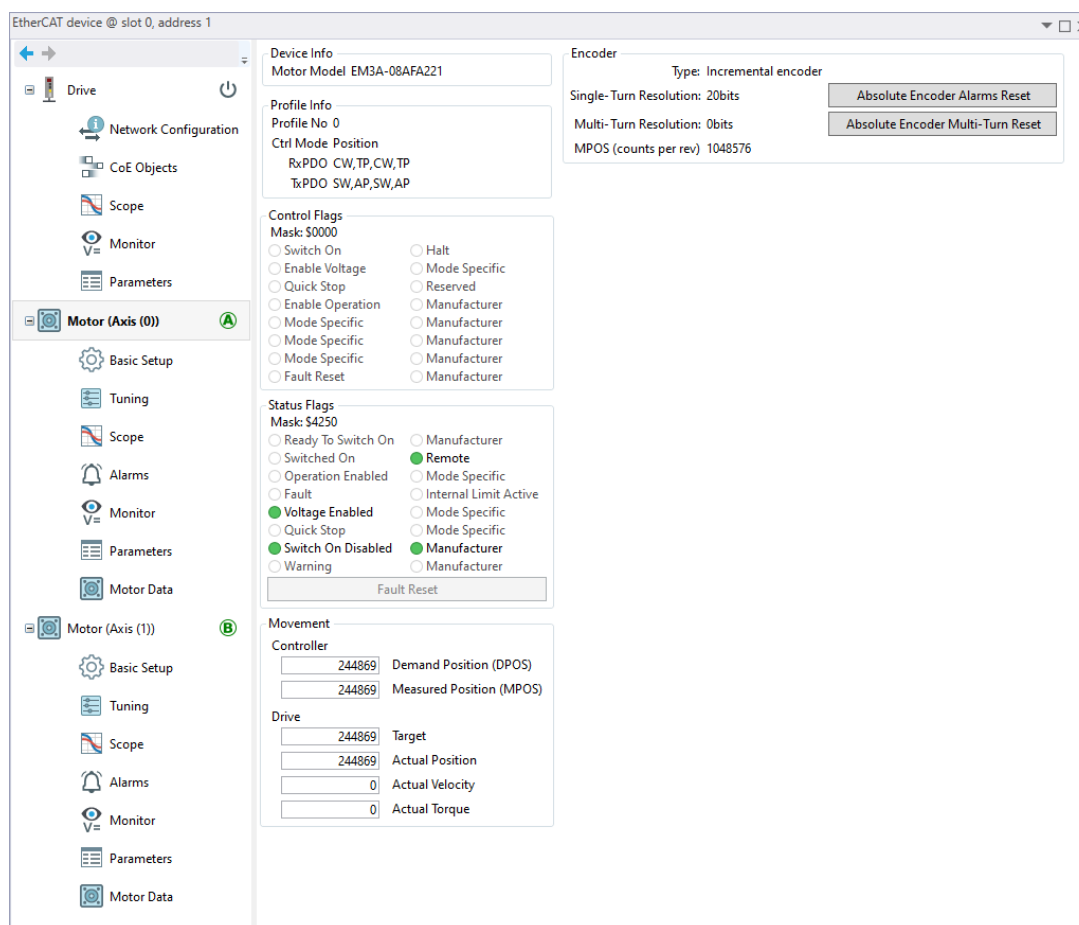 EtherCAT device @ slot 0, address 1
Drive
Network Configuration
CoE Objects
Scope
Monitor
Parameters
Motor (Axis (0))
A
Basic Setup
Tuning
Scope
Alarms
Monitor
Parameters
Motor Data
Motor (Axis (1))
B
Basic Setup
Tuning
Scope
Alarms
Monitor
Parameters
Motor Data
Device Info
Motor Model EM3A-08AFA221
Profile Info
Profile No 0
Ctrl Mode Position
RxPDO CW,TP,CW,TP
TxPDO SW,AP,SW,AP
Control Flags
Mask: $0000
Switch On Halt
Enable Voltage Mode Specific
Quick Stop Reserved
Enable Operation Manufacturer
Mode Specific Manufacturer
Mode Specific Manufacturer
Mode Specific Manufacturer
Fault Reset Manufacturer
Status Flags
Mask: $4250
Ready To Switch On Manufacturer
Switched On Remote
Operation Enabled Mode Specific
Fault Internal Limit Active
Voltage Enabled Mode Specific
Quick Stop Mode Specific
Switch On Disabled Manufacturer
Warning Manufacturer
Fault Reset
Movement
Controller
244869 Demand Position (DPOS)
244869 Measured Position (MPOS)
Drive
244869 Target
244869 Actual Position
0 Actual Velocity
0 Actual Torque
Encoder
Type: Incremental encoder
Single-Turn Resolution: 20bits Absolute Encoder Alarms Reset
Multi-Turn Resolution: 0bits Absolute Encoder Multi-Turn Reset
MPOS (counts per rev) 1048576